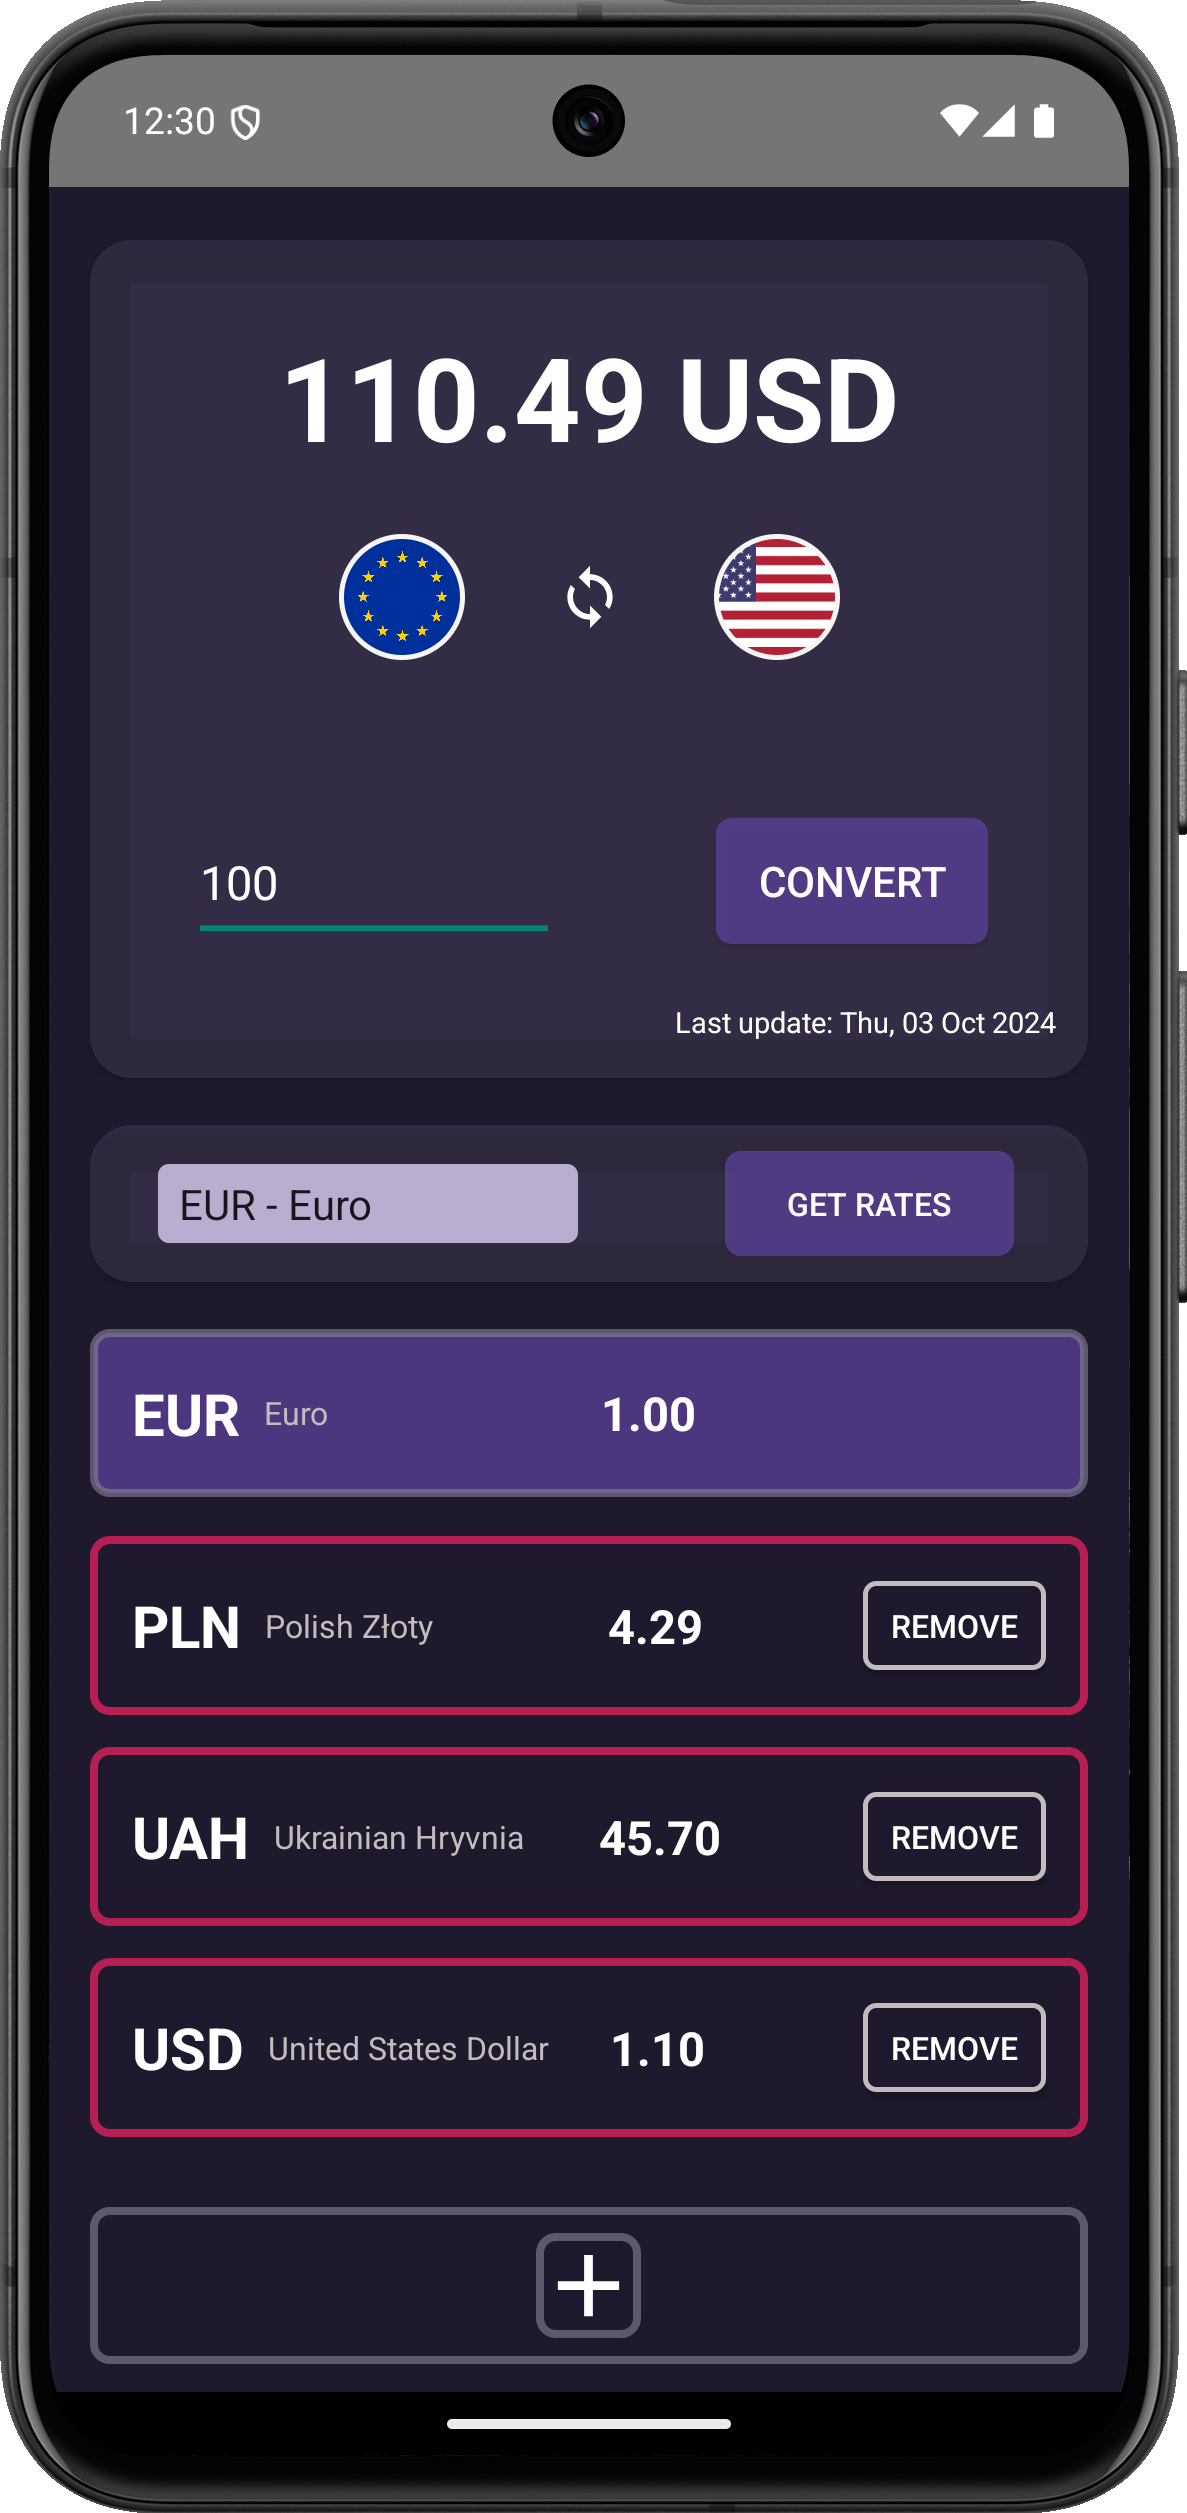 12:30
110.49 USD
100
CONVERT
Last update: Thu, 03 Oct 2024
EUR - Euro
GET RATES
EUR Euro 1.00
PLN Polish Złoty 4.29 REMOVE
UAH Ukrainian Hryvnia 45.70 REMOVE
USD United States Dollar 1.10 REMOVE